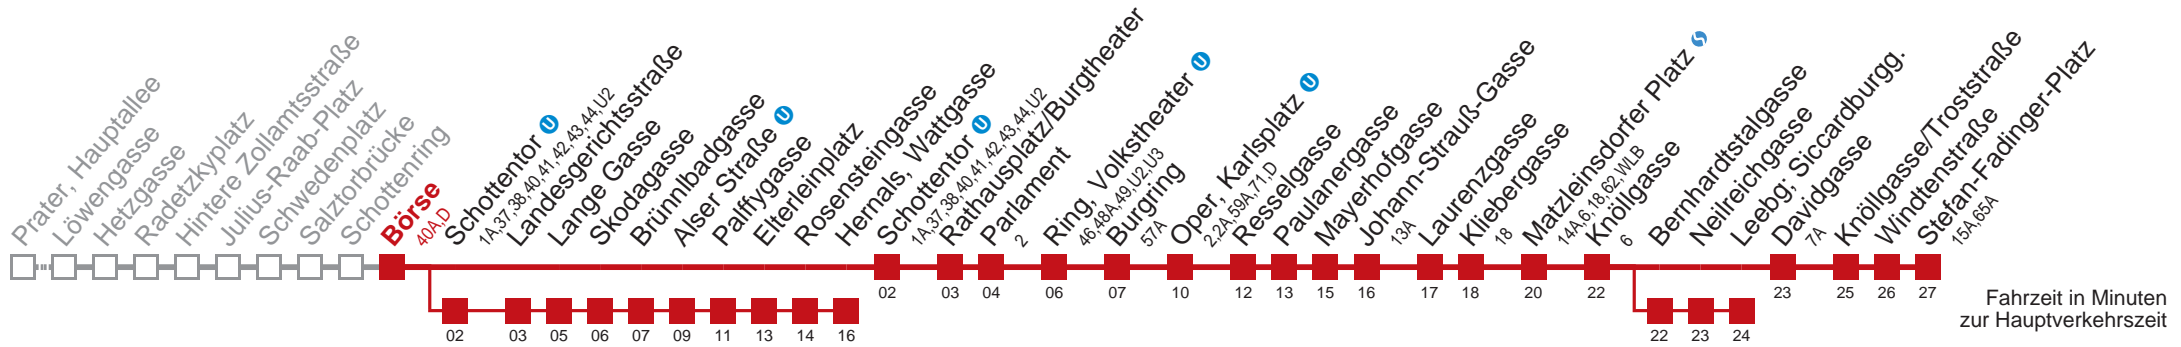 Prater, Hauptallee
Löwengasse
Hetzgasse
Radetzkyplatz
Hintere Zollamtsstraße
Julius-Raab-Platz
Schwedenplatz
Salztorbrücke
Schottenring
Börse
40A,D
Schottentor U
1A,37,38,40,41,42,43,44,U2
Landesgerichtsstraße
Lange Gasse
Skodagasse
Brünnlbadgasse
Alser Straße U
Palffygasse
Elterleinplatz
Rosensteingasse
Hernals, Wattgasse
Schottentor U
1A,37,38,40,41,42,43,44,U2
Rathausplatz/Burgtheater
Parlament
2
Ring, Volkstheater U
46,48A,49,U2,U3
Burgring
57A
Oper, Karlsplatz U
2,2A,59A,71,D
Resselgasse
Paulanergasse
Mayerhofgasse
Johann-Strauß-Gasse
13A
Laurenzgasse
Kliebergasse
18
Matzleinsdorfer Platz
14A,6,18,62,WLB
Knöllgasse
6
Bernhardtstalgasse
Neilreichgasse
Leebg; Siccardburgg.
Davidgasse
7A
Knöllgasse/Troststraße
Windtenstraße
Stefan-Fadinger-Platz
15A,65A
02 03 04 06 07 10 12 13 15 16 17 18 20 22 23 25 26 27
02 03 05 06 07 09 11 13 14 16 22 23 24
Fahrzeit in Minuten
zur Hauptverkehrszeit